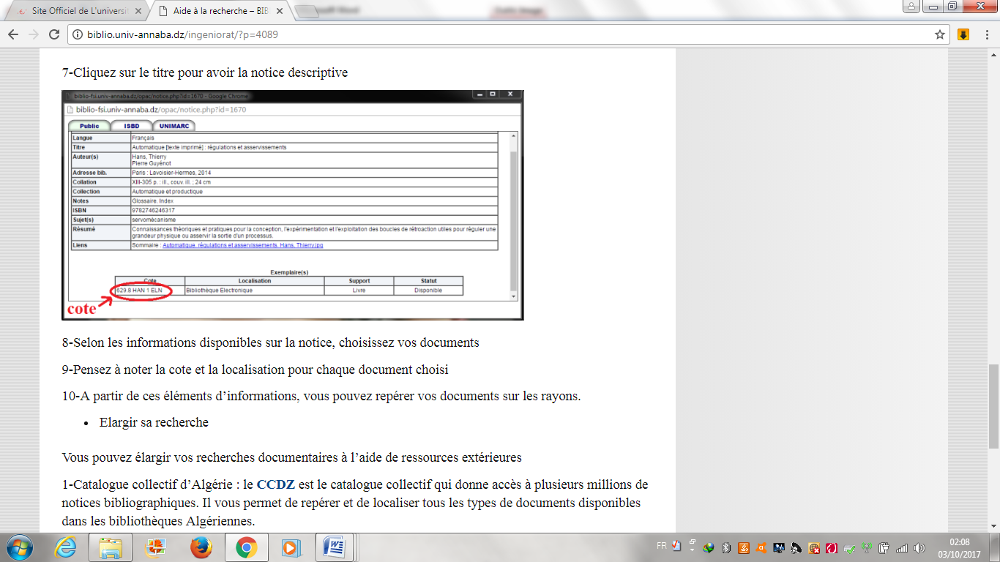 Site Officiel De L'universit
Aide à la recherche – BIB
biblio.univ-annaba.dz/ingeniorat/?p=4089
7-Cliquez sur le titre pour avoir la notice descriptive
biblio-fsi.univ-annaba.dz/opac/notice.php?id=1670 - Google Chrome
biblio-fsi.univ-annaba.dz/opac/notice.php?id=1670
Public ISBD UNIMARC
Langue Français
Titre Automatique [texte imprimé] : régulations et asservissements
Auteur(s) Hans, Thierry
Pierre Guyénot
Adresse bib. Paris : Lavoisier-Hermes, 2014
Collation XIII-305 p. : ill., couv. ill. ; 24 cm
Collection Automatique et productique
Notes Glossaire. Index
ISBN 9782746246317
Sujet(s) servomécanisme
Résumé Connaissances théoriques et pratiques pour la conception, l'expérimentation et l'exploitation des boucles de rétroaction utiles pour réguler une
grandeur physique ou asservir la sortie d'un processus.
Liens Sommaire : Automatique, régulations et asservissements. Hans, Thierry.jpg
Exemplaire(s)
Cote Localisation Support Statut
629.8 HAN 1 ELN Bibliothèque Electronique Livre Disponible
cote
8-Selon les informations disponibles sur la notice, choisissez vos documents
9-Pensez à noter la cote et la localisation pour chaque document choisi
10-A partir de ces éléments d'informations, vous pouvez repérer vos documents sur les rayons.
• Elargir sa recherche
Vous pouvez élargir vos recherches documentaires à l'aide de ressources extérieures
1-Catalogue collectif d'Algérie : le CCDZ est le catalogue collectif qui donne accès à plusieurs millions de
notices bibliographiques. Il vous permet de repérer et de localiser tous les types de documents disponibles
dans les bibliothèques Algériennes.
FR
02:08
03/10/2017